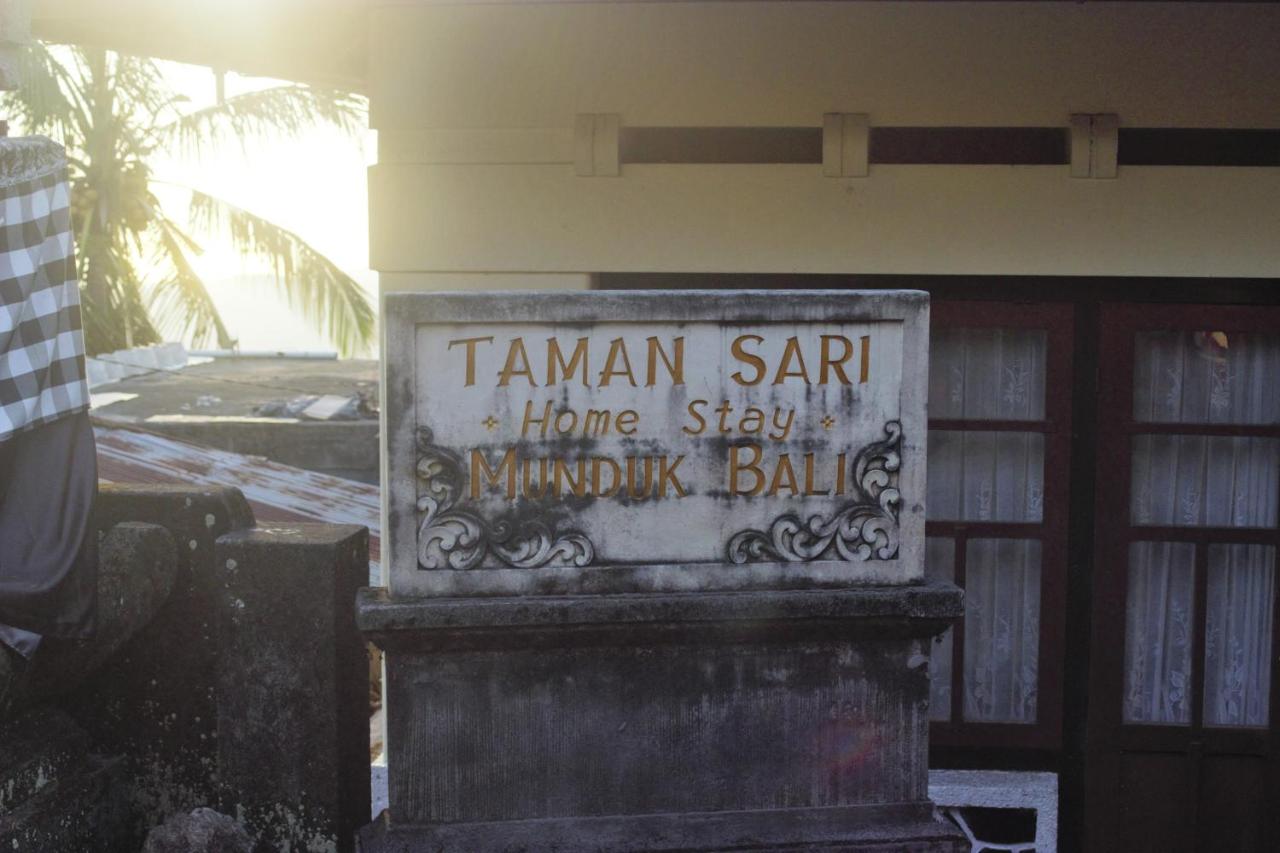 TAMAN SARI
Home Stay
MUNDUK BALI